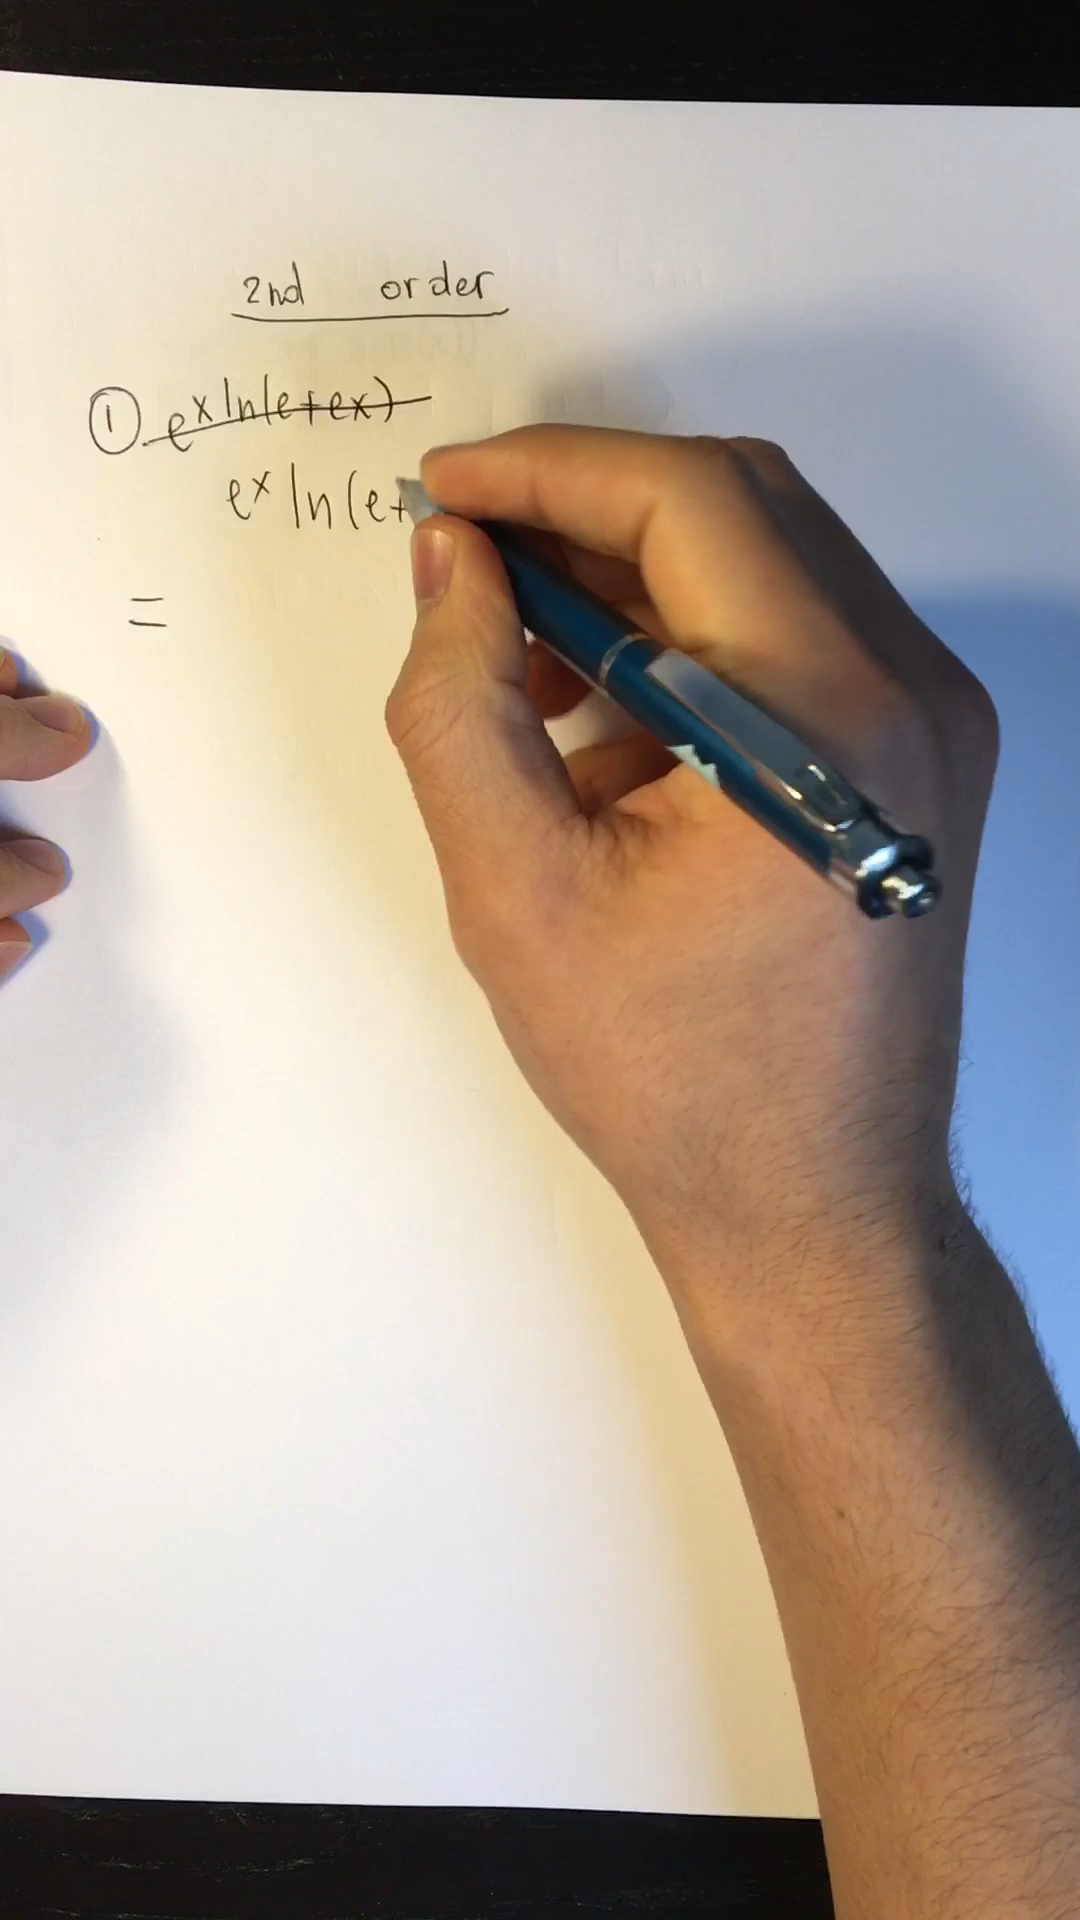 2nd order
① e^x ln(e+ex)
e^x ln(e+
=